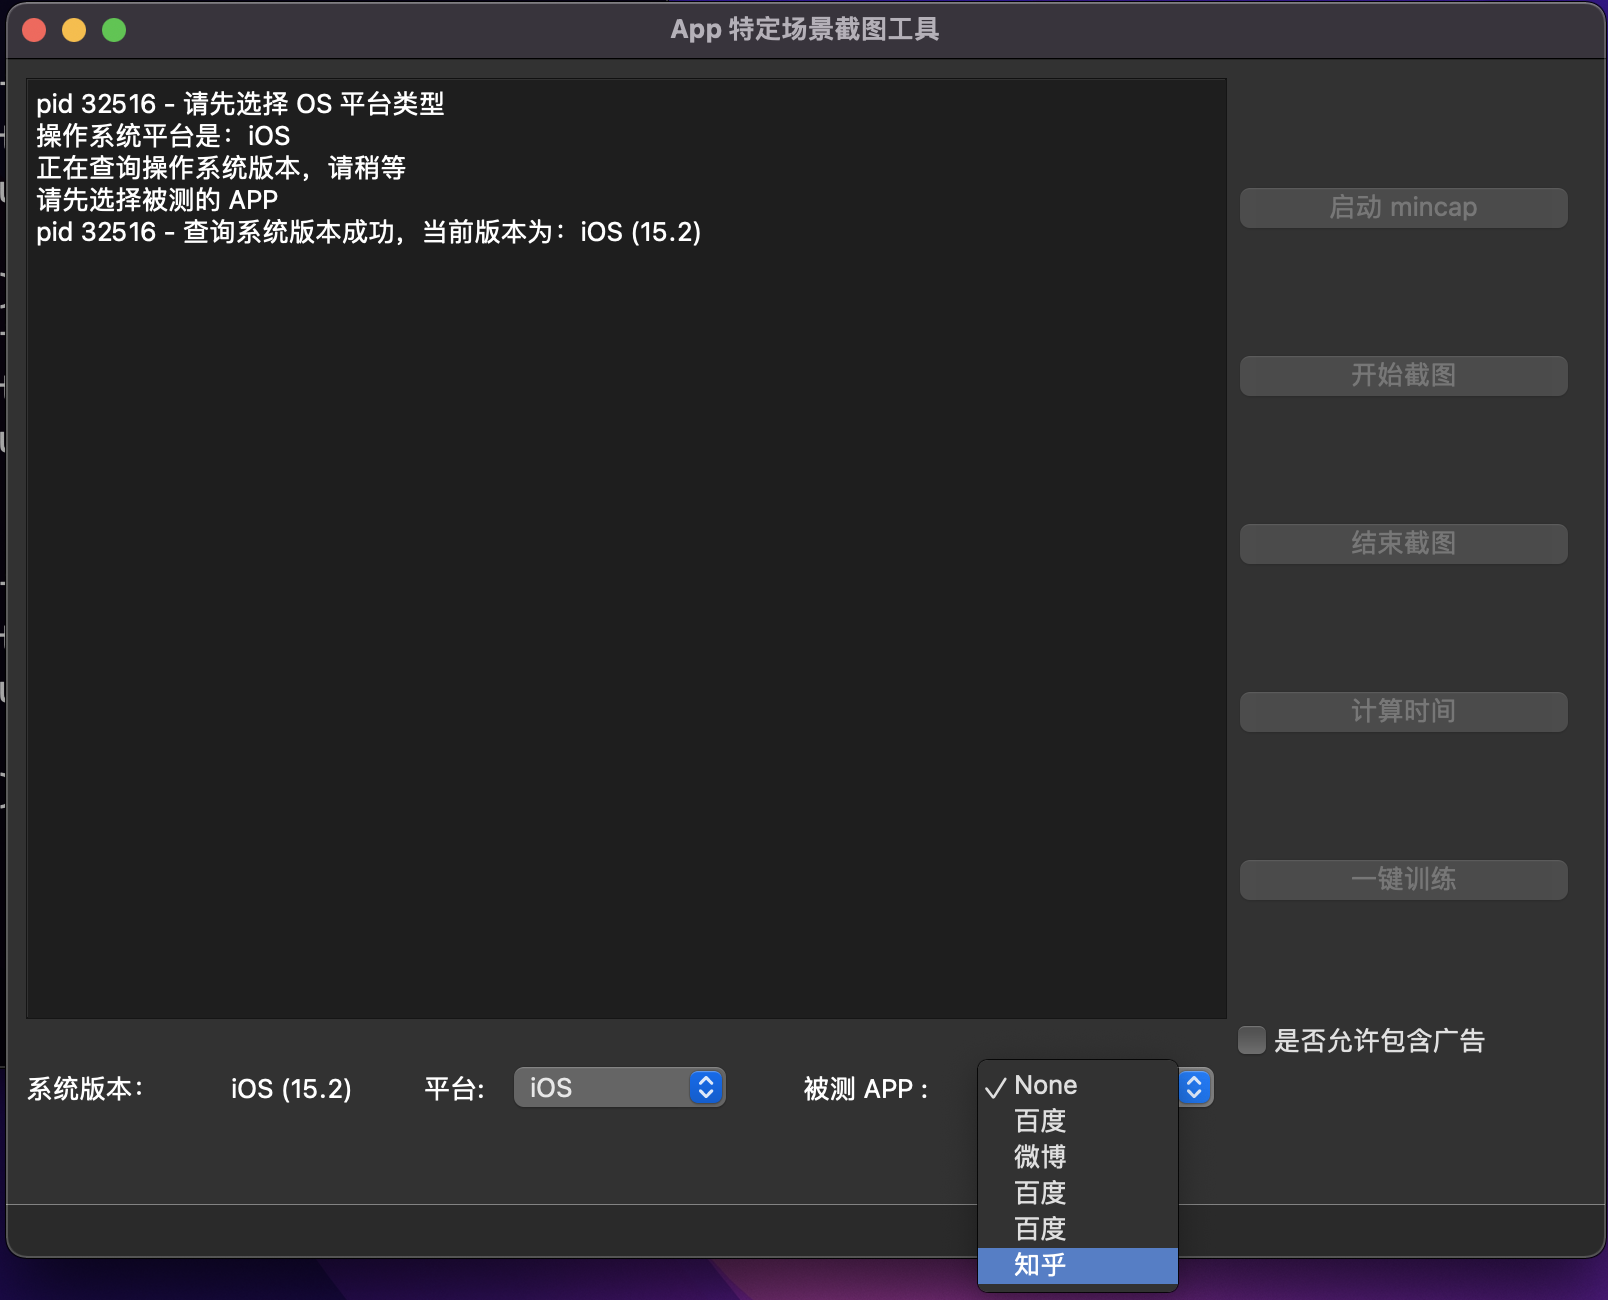 App 特定场景截图工具
pid 32516 - 请先选择 OS 平台类型
操作系统平台是：iOS
正在查询操作系统版本，请稍等
请先选择被测的 APP
pid 32516 - 查询系统版本成功，当前版本为：iOS (15.2)
启动 mincap
开始截图
结束截图
计算时间
一键训练
是否允许包含广告
系统版本： iOS (15.2) 平台: iOS 被测 APP :
None
百度
微博
百度
百度
知乎